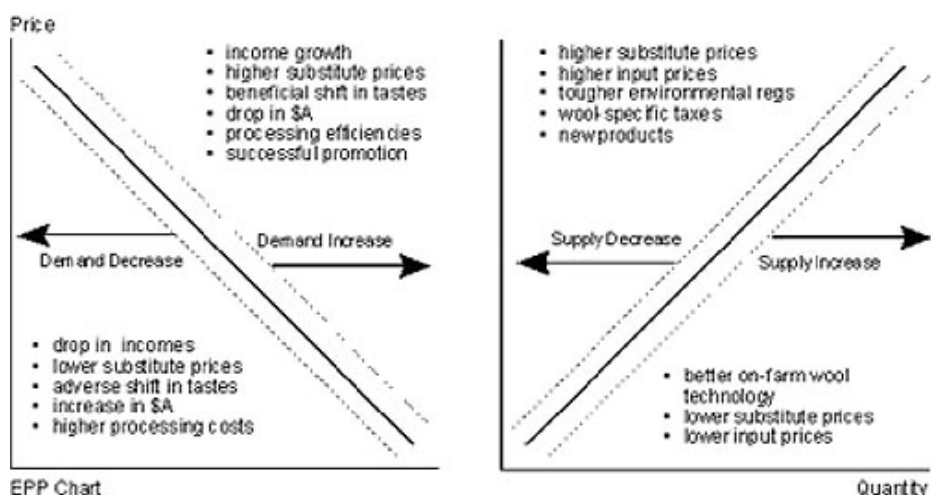 Price
• income growth
• higher substitute prices
• beneficial shift in tastes
• drop in $A
• processing efficiencies
• successful promotion
Demand Decrease
Demand Increase
• drop in incomes
• lower substitute prices
• adverse shift in tastes
• increase in $A
• higher processing costs
EPP Chart
• higher substitute prices
• higher input prices
• tougher environmental regs
• wool-specific taxes
• new products
Supply Decrease
Supply Increase
• better on-farm wool
technology
• lower substitute prices
• lower input prices
Quantity